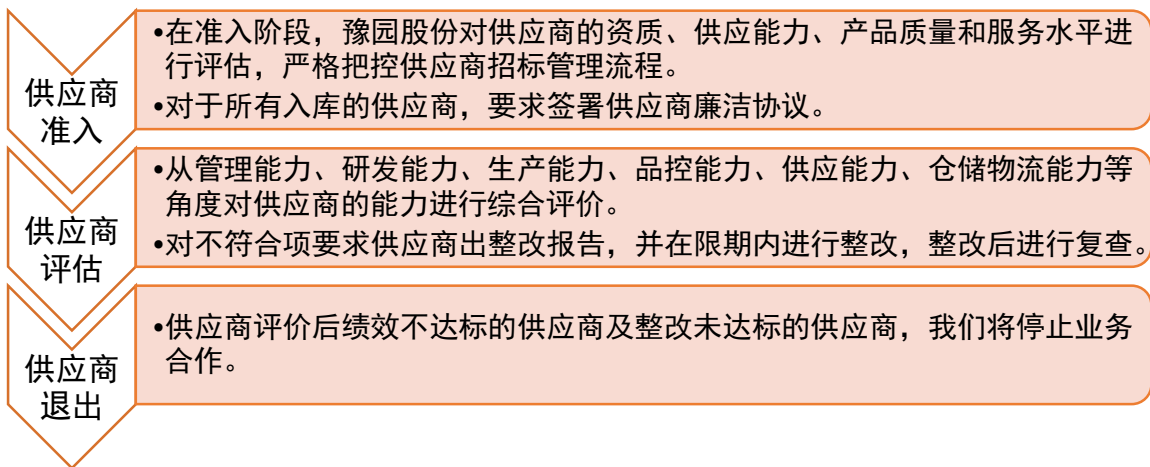 供应商
准入
•在准入阶段，豫园股份对供应商的资质、供应能力、产品质量和服务水平进
行评估，严格把控供应商招标管理流程。
•对于所有入库的供应商，要求签署供应商廉洁协议。
供应商
评估
•从管理能力、研发能力、生产能力、品控能力、供应能力、仓储物流能力等
角度对供应商的能力进行综合评价。
•对不符合项要求供应商出整改报告，并在限期内进行整改，整改后进行复查。
供应商
退出
•供应商评价后绩效不达标的供应商及整改未达标的供应商，我们将停止业务
合作。